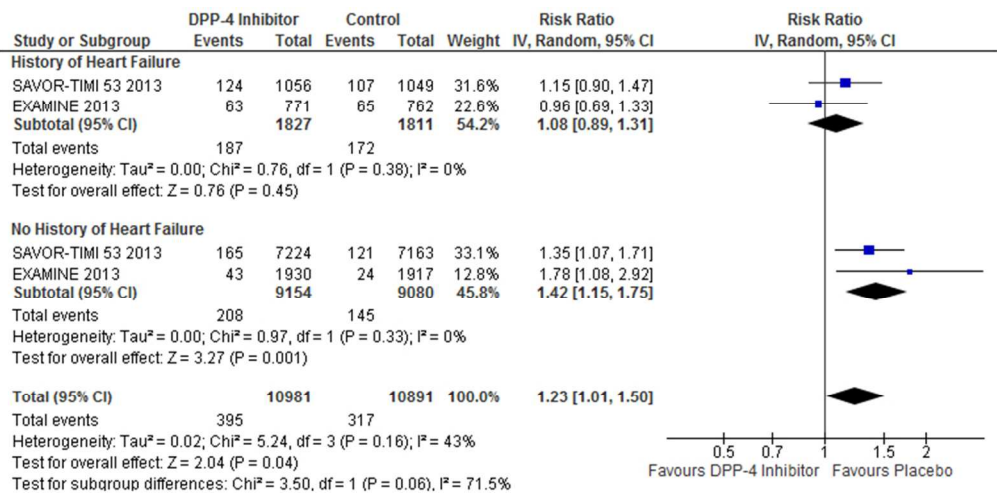 DPP-4 Inhibitor Control Risk Ratio Risk Ratio
Study or Subgroup Events Total Events Total Weight IV, Random, 95% CI IV, Random, 95% CI
History of Heart Failure
SAVOR-TIMI 53 2013 124 1056 107 1049 31.6% 1.15 [0.90, 1.47]
EXAMINE 2013 63 771 65 762 22.6% 0.96 [0.69, 1.33]
Subtotal (95% CI) 1827 1811 54.2% 1.08 [0.89, 1.31]
Total events 187 172
Heterogeneity: Tau² = 0.00; Chi² = 0.76, df = 1 (P = 0.38); I² = 0%
Test for overall effect: Z = 0.76 (P = 0.45)
No History of Heart Failure
SAVOR-TIMI 53 2013 165 7224 121 7163 33.1% 1.35 [1.07, 1.71]
EXAMINE 2013 43 1930 24 1917 12.8% 1.78 [1.08, 2.92]
Subtotal (95% CI) 9154 9080 45.8% 1.42 [1.15, 1.75]
Total events 208 145
Heterogeneity: Tau² = 0.00; Chi² = 0.97, df = 1 (P = 0.33); I² = 0%
Test for overall effect: Z = 3.27 (P = 0.001)
Total (95% CI) 10981 10891 100.0% 1.23 [1.01, 1.50]
Total events 395 317
Heterogeneity: Tau² = 0.02; Chi² = 5.24, df = 3 (P = 0.16); I² = 43%
Test for overall effect: Z = 2.04 (P = 0.04)
Test for subgroup differences: Chi² = 3.50, df = 1 (P = 0.06), I² = 71.5%
0.5 0.7 1 1.5 2
Favours DPP-4 Inhibitor Favours Placebo